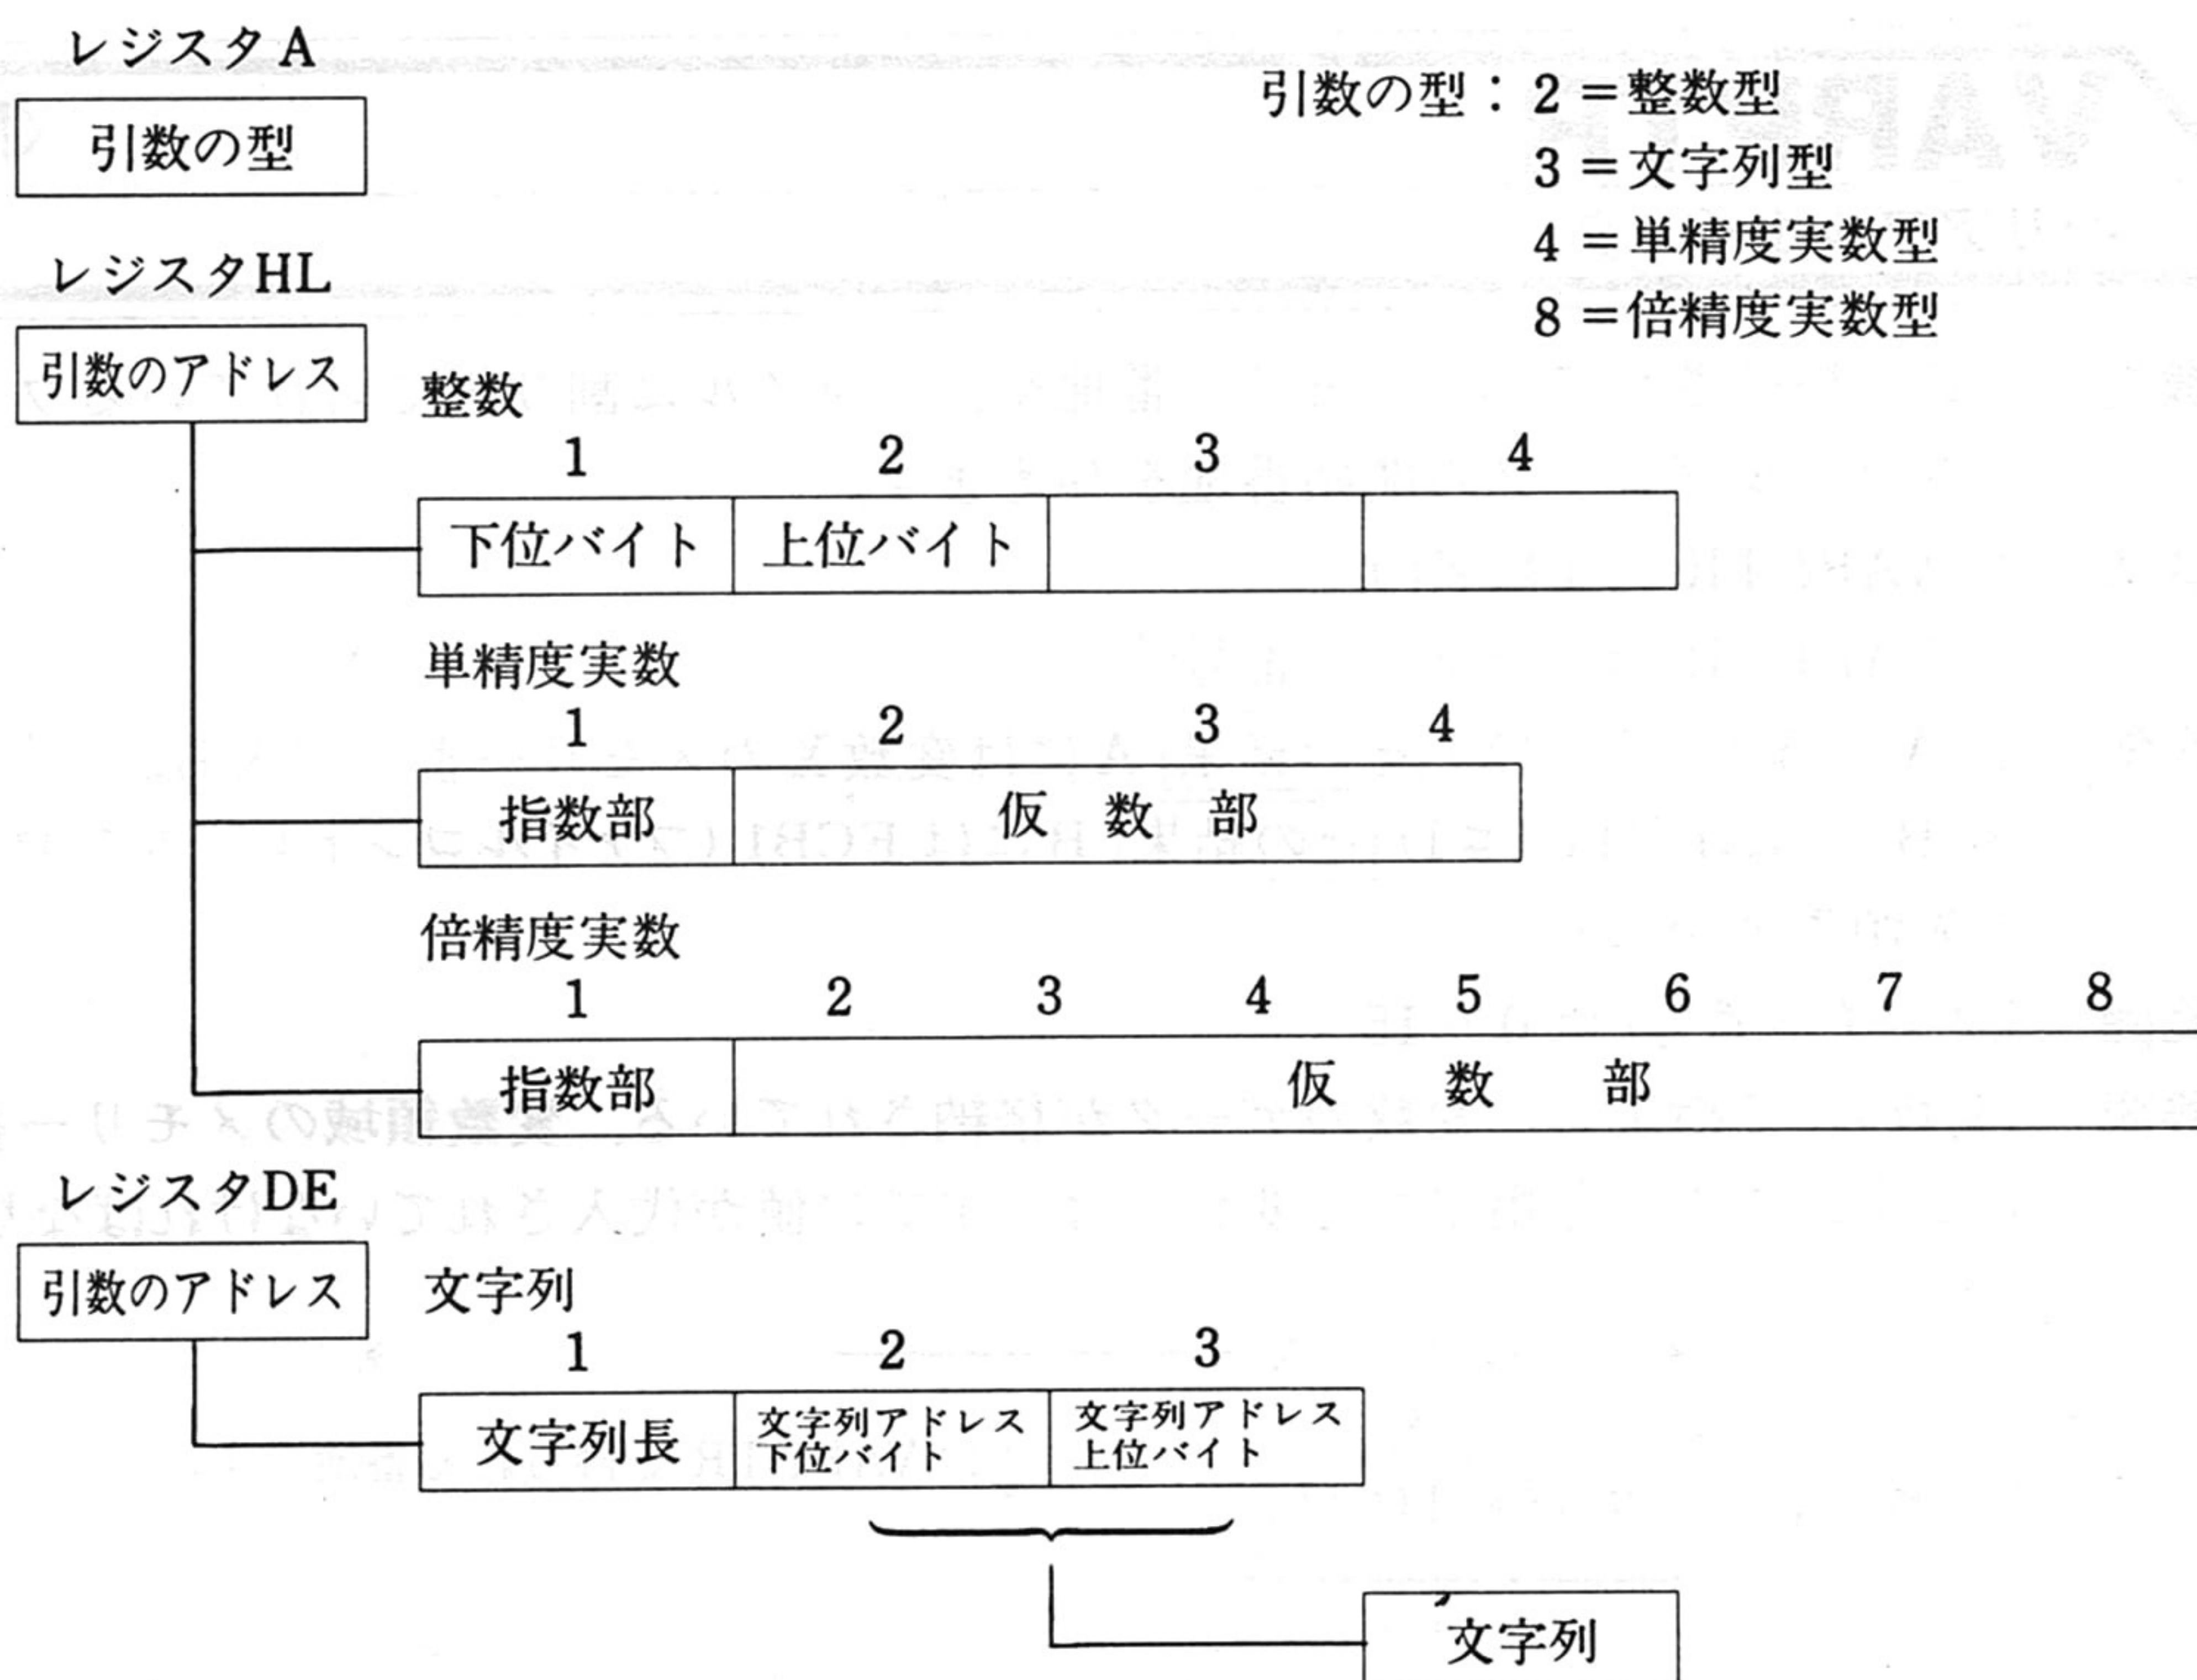 レジスタA
引数の型
引数の型：2＝整数型
3＝文字列型
4＝単精度実数型
8＝倍精度実数型
レジスタHL
引数のアドレス
整数
1 2 3 4
下位バイト 上位バイト
単精度実数
1 2 3 4
指数部 仮数部
倍精度実数
1 2 3 4 5 6 7 8
指数部 仮数部
レジスタDE
引数のアドレス
文字列
1 2 3
文字列長 文字列アドレス 文字列アドレス
下位バイト 上位バイト
文字列